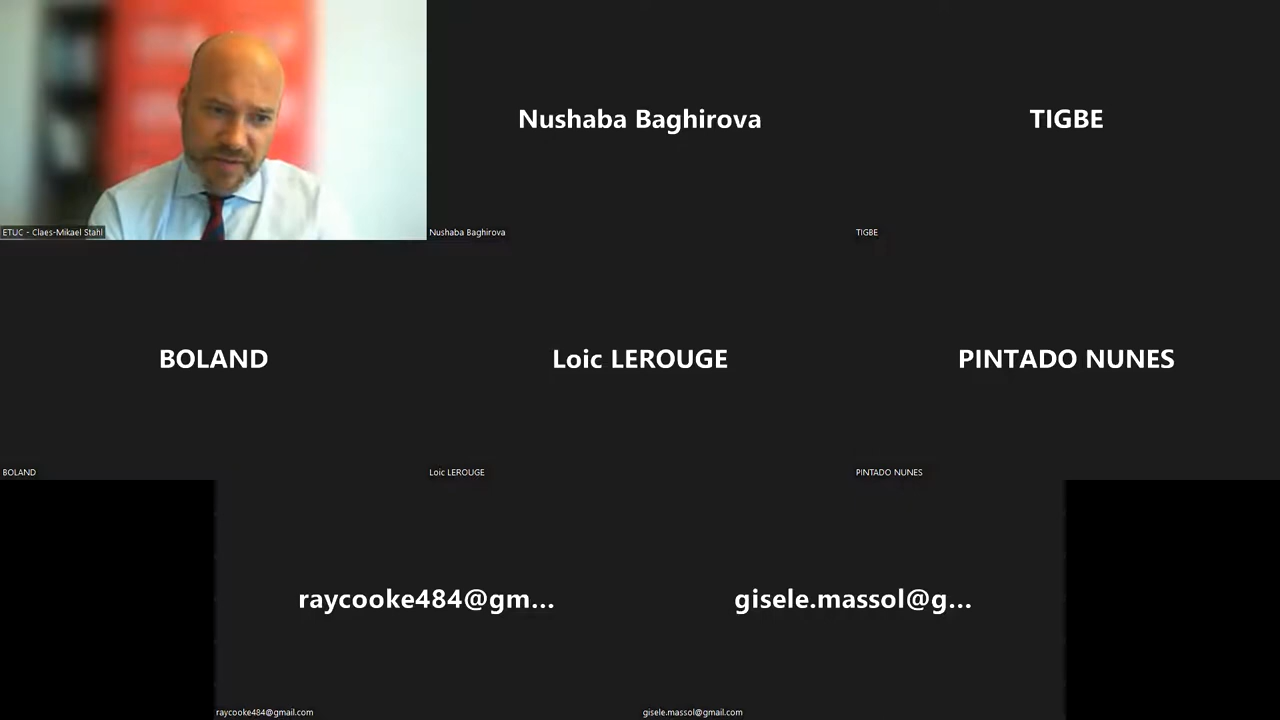 Nushaba Baghirova
TIGBE
ETUC - Claes-Mikael Stahl
Nushaba Baghirova
TIGBE
BOLAND
Loic LEROUGE
PINTADO NUNES
BOLAND
Loic LEROUGE
PINTADO NUNES
raycooke484@gm...
gisele.massol@g...
raycooke484@gmail.com
gisele.massol@gmail.com